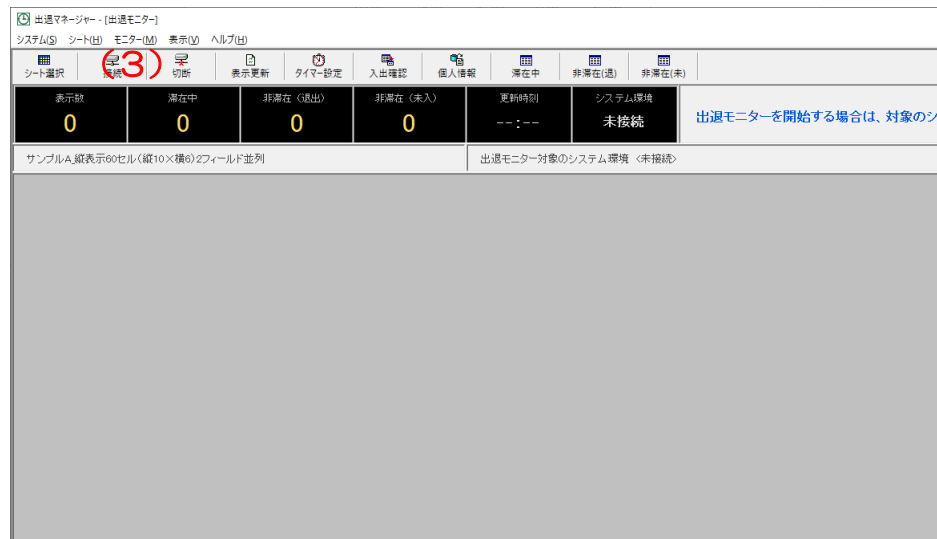 出退マネージャー - [出退モニター]
システム(S) シート(H) モニター(M) 表示(V) ヘルプ(H)
(3)
シート選択 接続 切断 表示更新 タイマー設定 入出確認 個人情報 滞在中 非滞在(退) 非滞在(未)
表示数 滞在中 非滞在（退出） 非滞在（未入） 更新時刻 システム環境
0 0 0 0 --:-- 未接続 出退モニターを開始する場合は、対象のシ
サンプルA_縦表示60セル(縦10×横6)2フィールド並列 出退モニター対象のシステム環境 <未接続>